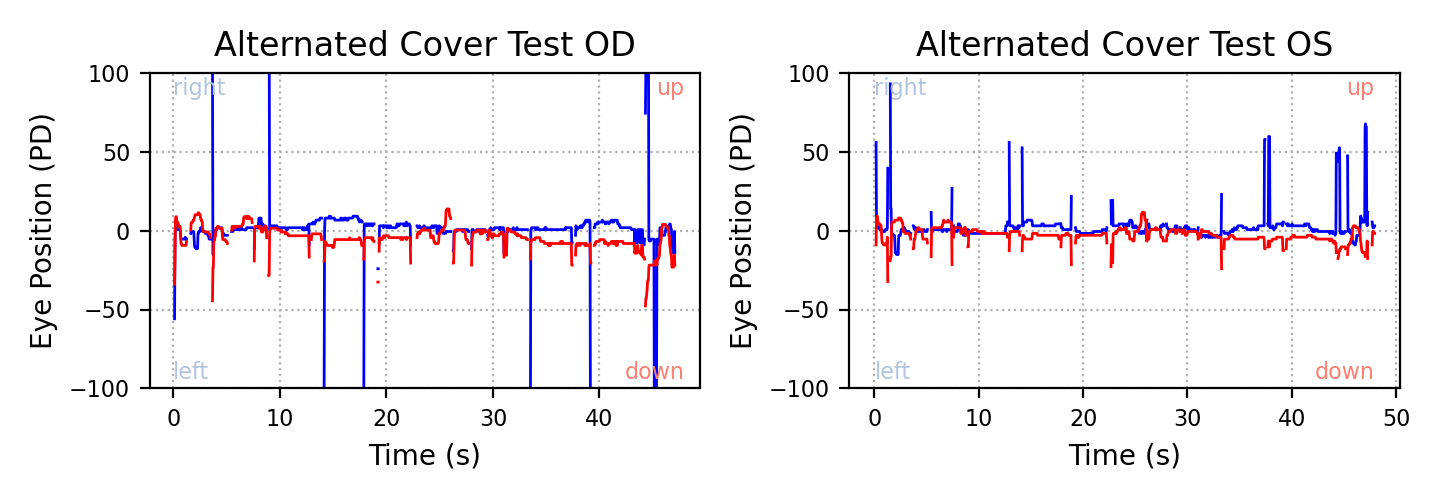 Alternated Cover Test OD
Eye Position (PD)
100
50
0
−50
−100
right
up
left
down
0
10
20
30
40
Time (s)
Alternated Cover Test OS
Eye Position (PD)
100
50
0
−50
−100
right
up
left
down
0
10
20
30
40
50
Time (s)